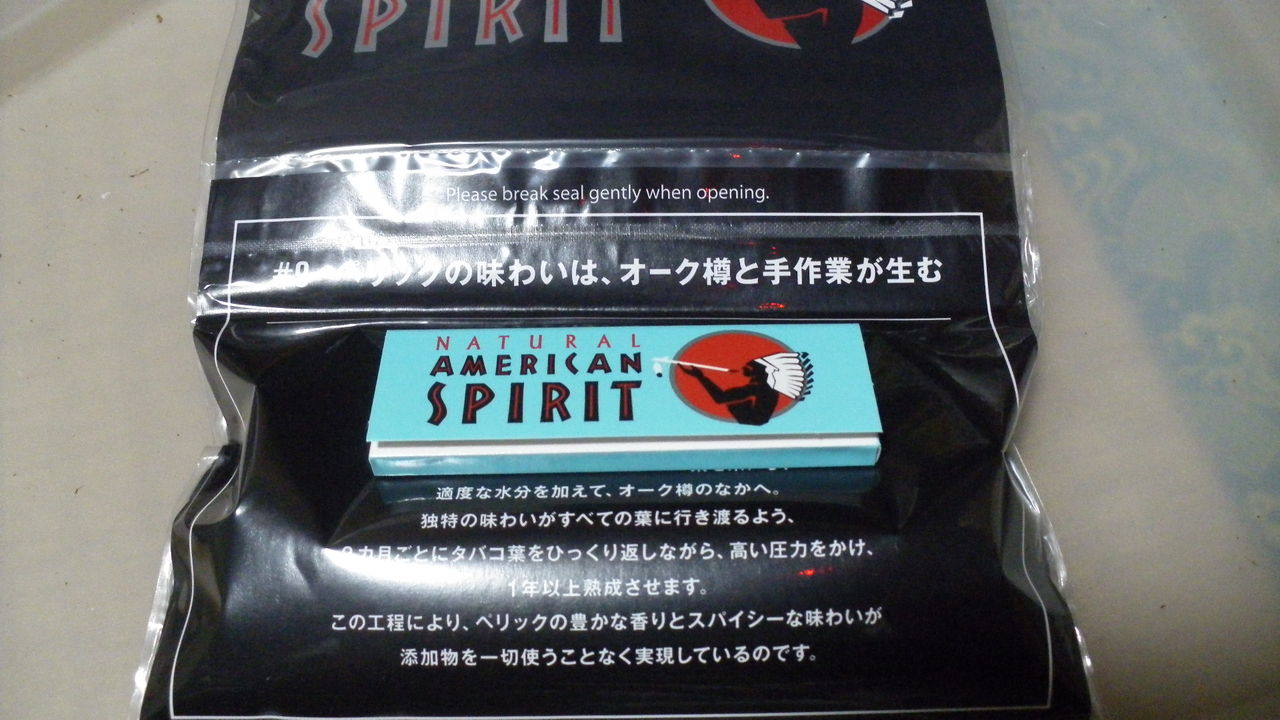 SPIRIT
Please break seal gently when opening.
リックの味わいは、オーク樽と手作業が生む
NATURAL
AMERICAN
SPIRIT
適度な水分を加えて、オーク樽のなかへ。
独特の味わいがすべての葉に行き渡るよう、
カ月ごとにタバコ葉をひっくり返しながら、高い圧力をかけ、
1年以上熟成させます。
この工程により、ペリックの豊かな香りとスパイシーな味わいが
添加物を一切使うことなく実現しているのです。